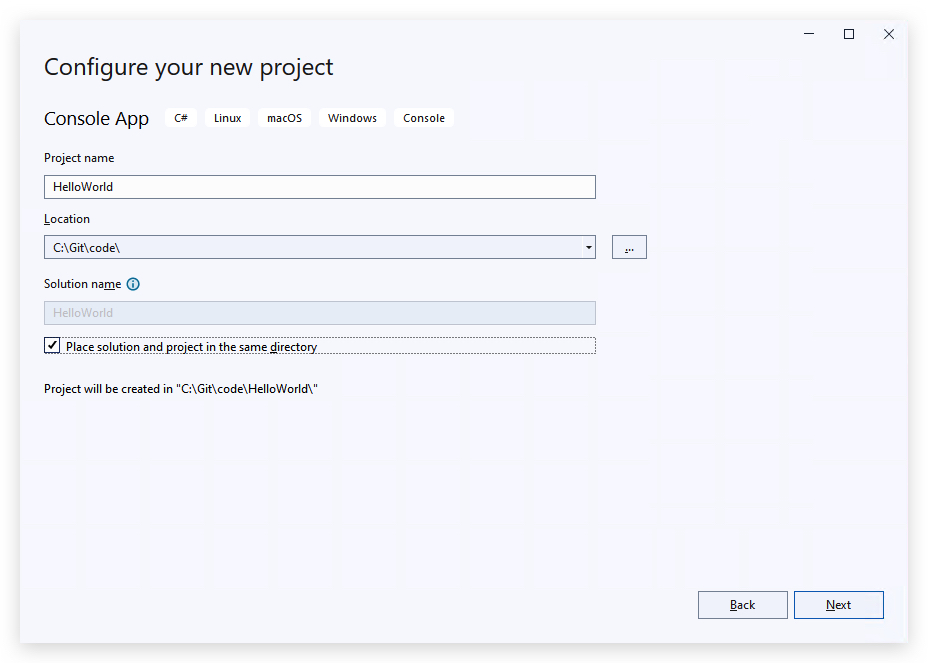 Configure your new project
Console App C# Linux macOS Windows Console
Project name
HelloWorld
Location
C:\Git\code\
...
Solution name
HelloWorld
Place solution and project in the same directory
Project will be created in "C:\Git\code\HelloWorld\"
Back Next